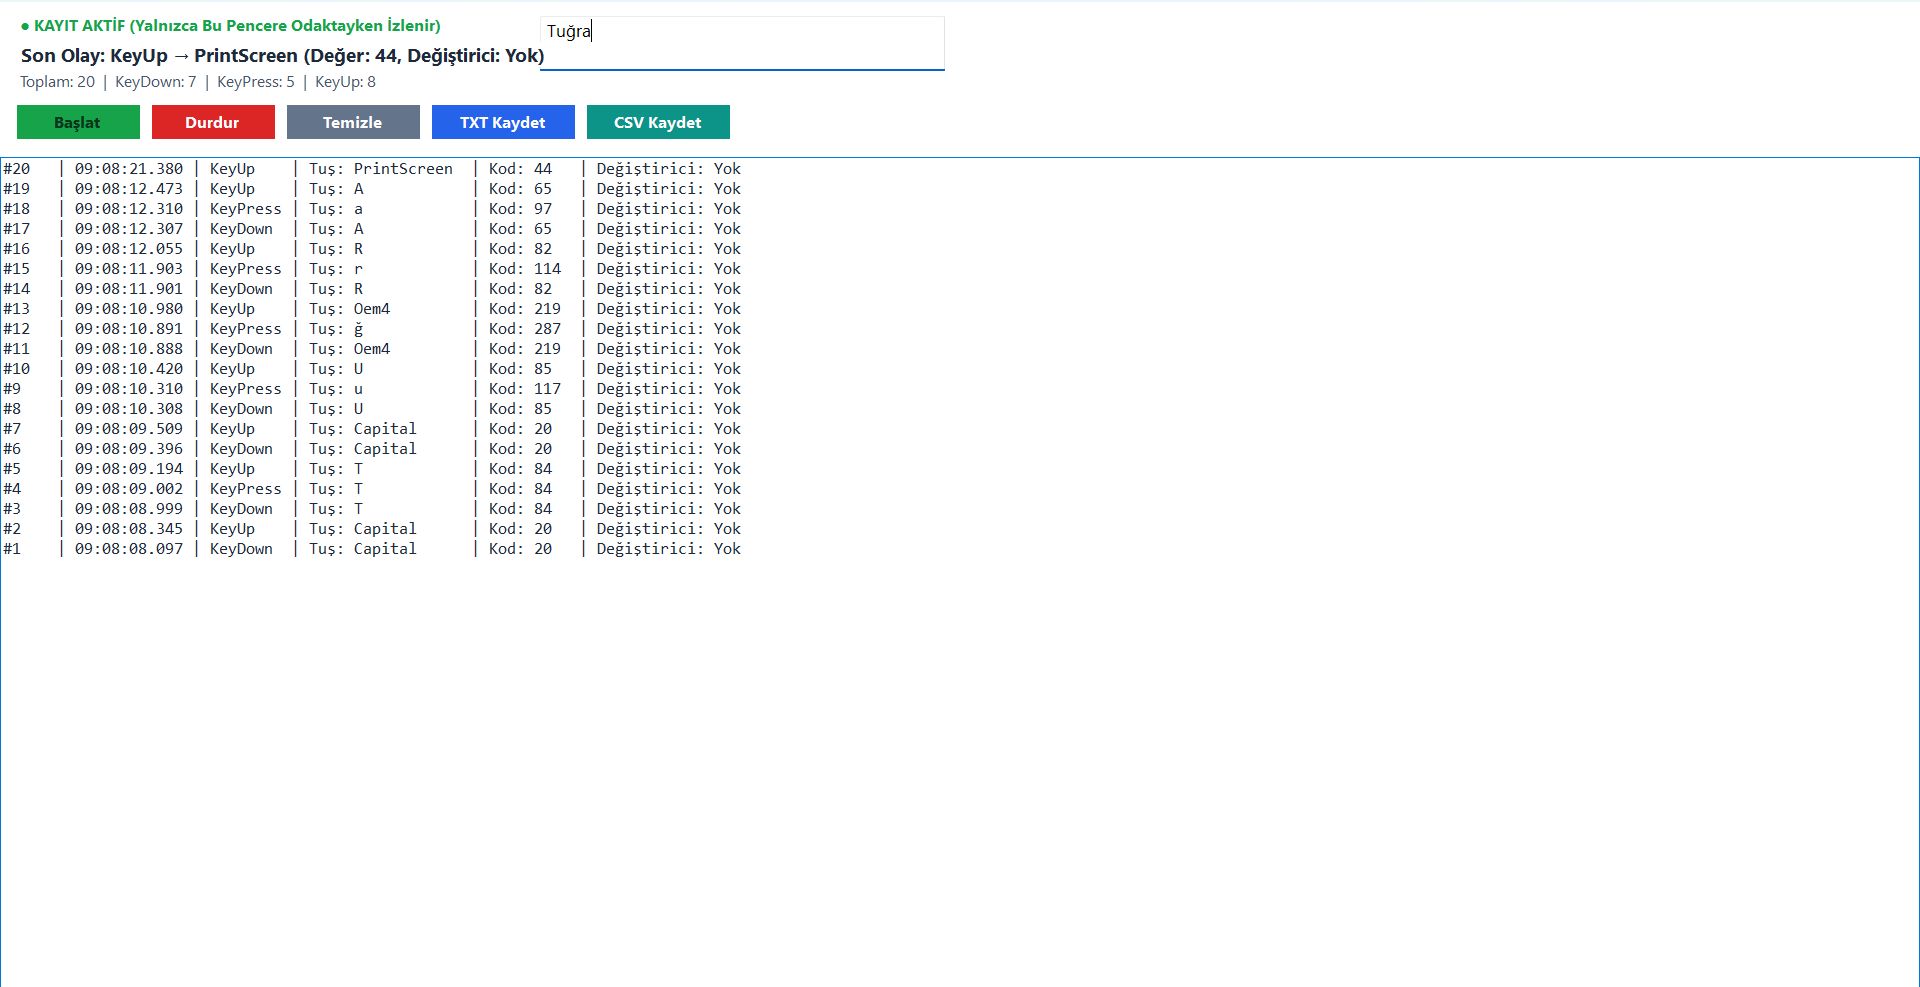 ● KAYIT AKTİF (Yalnızca Bu Pencere Odaktayken İzlenir)
Tuğra
Son Olay: KeyUp → PrintScreen (Değer: 44, Değiştirici: Yok)
Toplam: 20 | KeyDown: 7 | KeyPress: 5 | KeyUp: 8
Başlat Durdur Temizle TXT Kaydet CSV Kaydet
#20 | 09:08:21.380 | KeyUp | Tuş: PrintScreen | Kod: 44 | Değiştirici: Yok
#19 | 09:08:12.473 | KeyUp | Tuş: A | Kod: 65 | Değiştirici: Yok
#18 | 09:08:12.310 | KeyPress | Tuş: a | Kod: 97 | Değiştirici: Yok
#17 | 09:08:12.307 | KeyDown | Tuş: A | Kod: 65 | Değiştirici: Yok
#16 | 09:08:12.055 | KeyUp | Tuş: R | Kod: 82 | Değiştirici: Yok
#15 | 09:08:11.903 | KeyPress | Tuş: r | Kod: 114 | Değiştirici: Yok
#14 | 09:08:11.901 | KeyDown | Tuş: R | Kod: 82 | Değiştirici: Yok
#13 | 09:08:10.980 | KeyUp | Tuş: Oem4 | Kod: 219 | Değiştirici: Yok
#12 | 09:08:10.891 | KeyPress | Tuş: ğ | Kod: 287 | Değiştirici: Yok
#11 | 09:08:10.888 | KeyDown | Tuş: Oem4 | Kod: 219 | Değiştirici: Yok
#10 | 09:08:10.420 | KeyUp | Tuş: U | Kod: 85 | Değiştirici: Yok
#9 | 09:08:10.310 | KeyPress | Tuş: u | Kod: 117 | Değiştirici: Yok
#8 | 09:08:10.308 | KeyDown | Tuş: U | Kod: 85 | Değiştirici: Yok
#7 | 09:08:09.509 | KeyUp | Tuş: Capital | Kod: 20 | Değiştirici: Yok
#6 | 09:08:09.396 | KeyDown | Tuş: Capital | Kod: 20 | Değiştirici: Yok
#5 | 09:08:09.194 | KeyUp | Tuş: T | Kod: 84 | Değiştirici: Yok
#4 | 09:08:09.002 | KeyPress | Tuş: T | Kod: 84 | Değiştirici: Yok
#3 | 09:08:08.999 | KeyDown | Tuş: T | Kod: 84 | Değiştirici: Yok
#2 | 09:08:08.345 | KeyUp | Tuş: Capital | Kod: 20 | Değiştirici: Yok
#1 | 09:08:08.097 | KeyDown | Tuş: Capital | Kod: 20 | Değiştirici: Yok